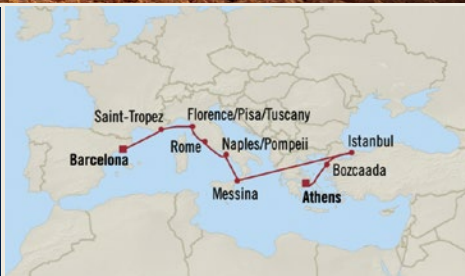 Saint-Tropez
Florence/Pisa/Tuscany
Barcelona
Rome
Naples/Pompeii
Istanbul
Bozcaada
Messina
Athens